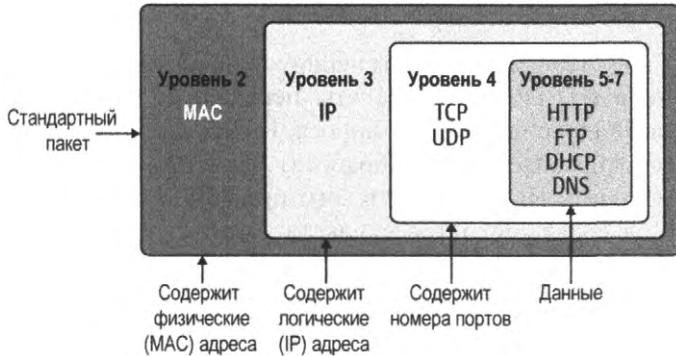 Уровень 2
MAC
Уровень 3
IP
Уровень 4
TCP
UDP
Уровень 5-7
HTTP
FTP
DHCP
DNS
Стандартный
пакет
Содержит
физические
(MAC) адреса
Содержит
логические
(IP) адреса
Содержит
номера портов
Данные